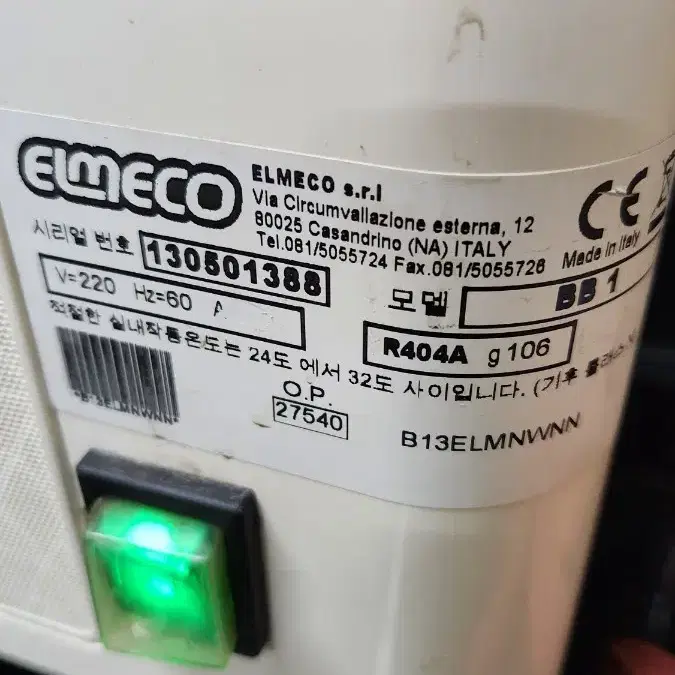 ELMECO
ELMECO s.r.l
Via Circumvallazione esterna, 12
80025 Casandrino (NA) ITALY
Tel.081/5055724 Fax.081/5055726
CE
Made in Italy
시리얼 번호 130501388
모델 BB 1
V=220 Hz=60 A
R404A g 106
적절한 실내작동온도는 24도 에서 32도 사이입니다. (기후
O.P.
27540
B13ELMNWNN